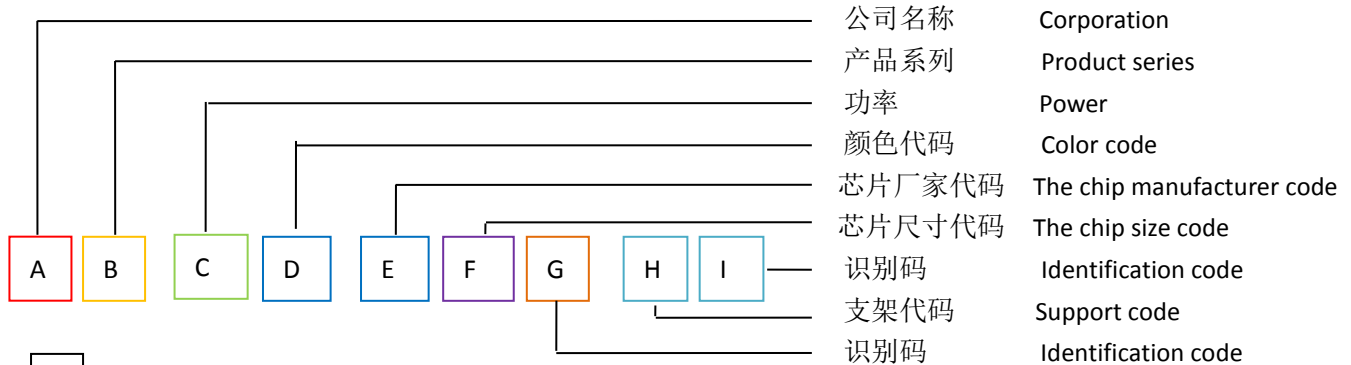 公司名称 Corporation
产品系列 Product series
功率 Power
颜色代码 Color code
芯片厂家代码 The chip manufacturer code
芯片尺寸代码 The chip size code
A B C D E F G H I 识别码 Identification code
支架代码 Support code
识别码 Identification code